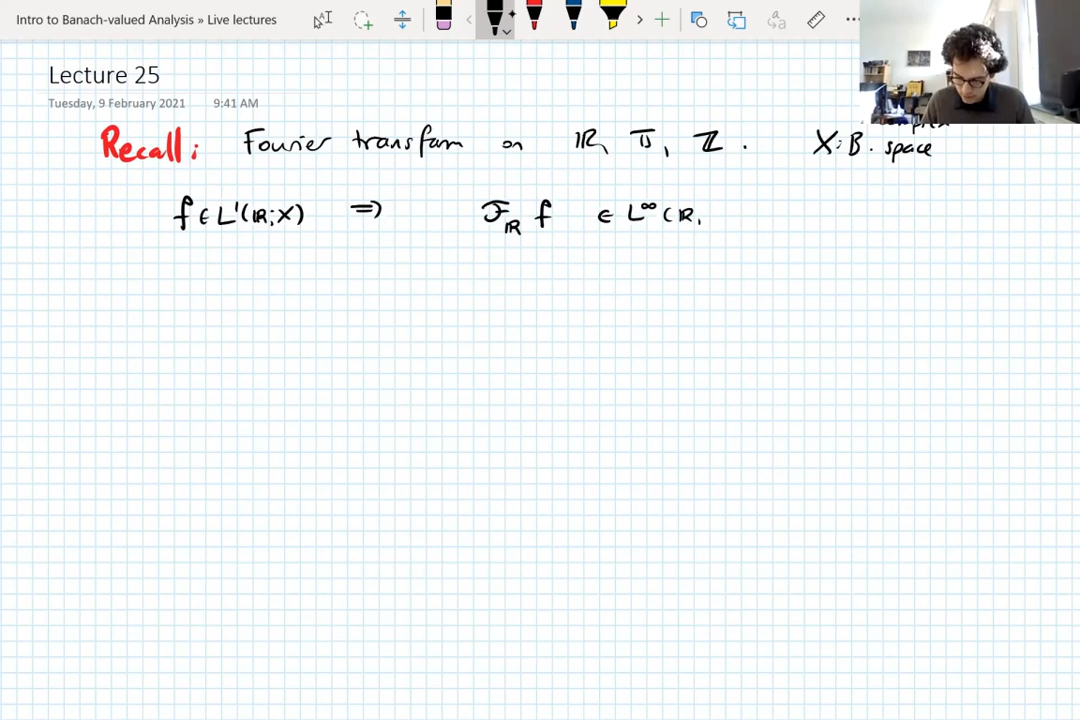 Intro to Banach-valued Analysis » Live lectures
Lecture 25
Tuesday, 9 February 2021 9:41 AM
Recall: Fourier transform on ℝ, 𝕋, ℤ. X: B. space
f ∈ L¹(ℝ; X) ⇒ ℱ_ℝ f ∈ L^∞(ℝ,